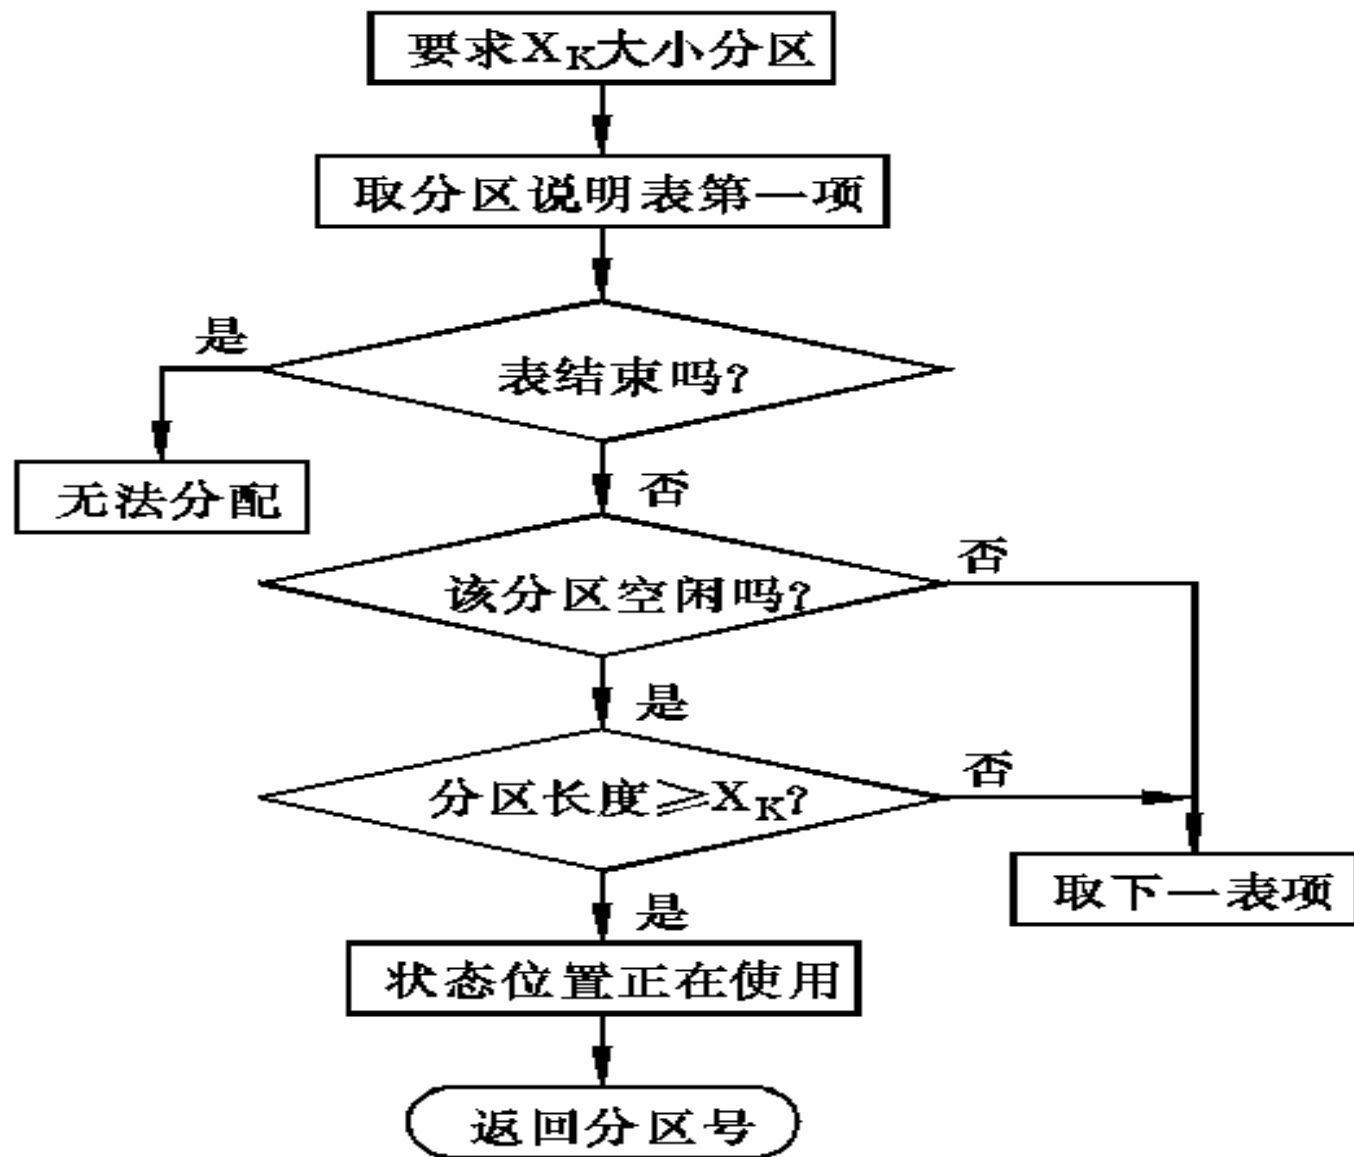 要求XK大小分区
取分区说明表第一项
是
表结束吗?
无法分配
否
该分区空闲吗?
否
是
分区长度≥XK?
否
取下一表项
是
状态位置正在使用
返回分区号